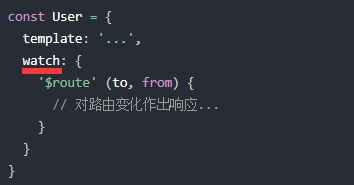 const User = {
  template: '...',
  watch: {
    '$route' (to, from) {
      // 对路由变化作出响应...
    }
  }
}